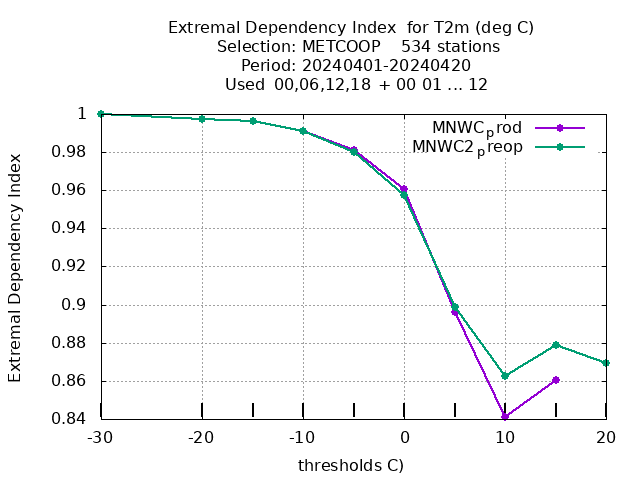 Extremal Dependency Index  for T2m (deg C)
Selection: METCOOP    534 stations
Period: 20240401-20240420
Used  00,06,12,18 + 00 01 ... 12
1
0.98
0.96
0.94
0.92
0.9
0.88
0.86
0.84
Extremal Dependency Index
MNWCprod
MNWC2preop
-30 -20 -10 0 10 20
thresholds C)